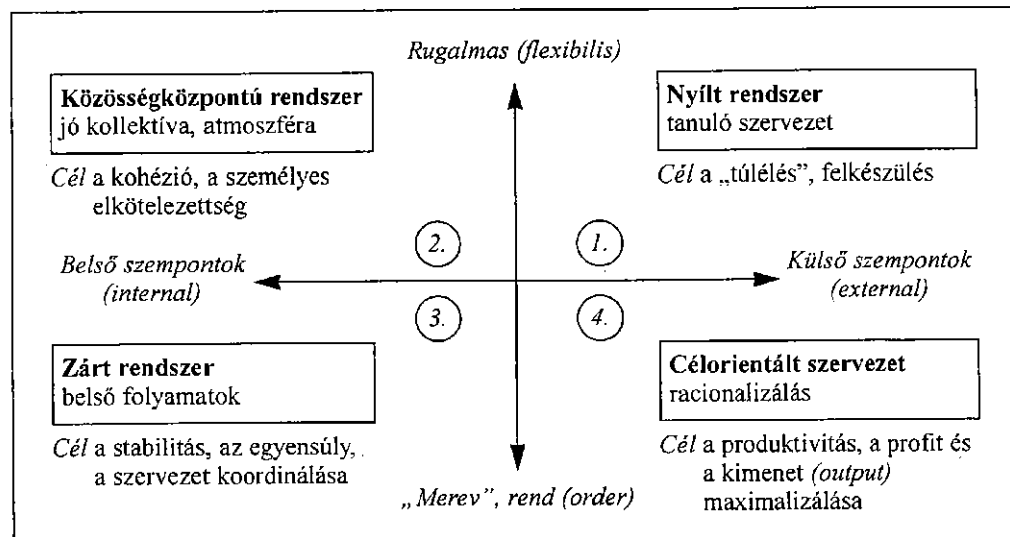 Rugalmas (flexibilis)
Közösségközpontú rendszer
jó kollektíva, atmoszféra
Cél a kohézió, a személyes
elkötelezettség
Nyílt rendszer
tanuló szervezet
Cél a „túlélés”, felkészülés
2.
1.
Belső szempontok
(internal)
Külső szempontok
(external)
3.
4.
Zárt rendszer
belső folyamatok
Cél a stabilitás, az egyensúly,
a szervezet koordinálása
Célorientált szervezet
racionalizálás
Cél a produktivitás, a profit és
a kimenet (output)
maximalizálása
„Merev”, rend (order)